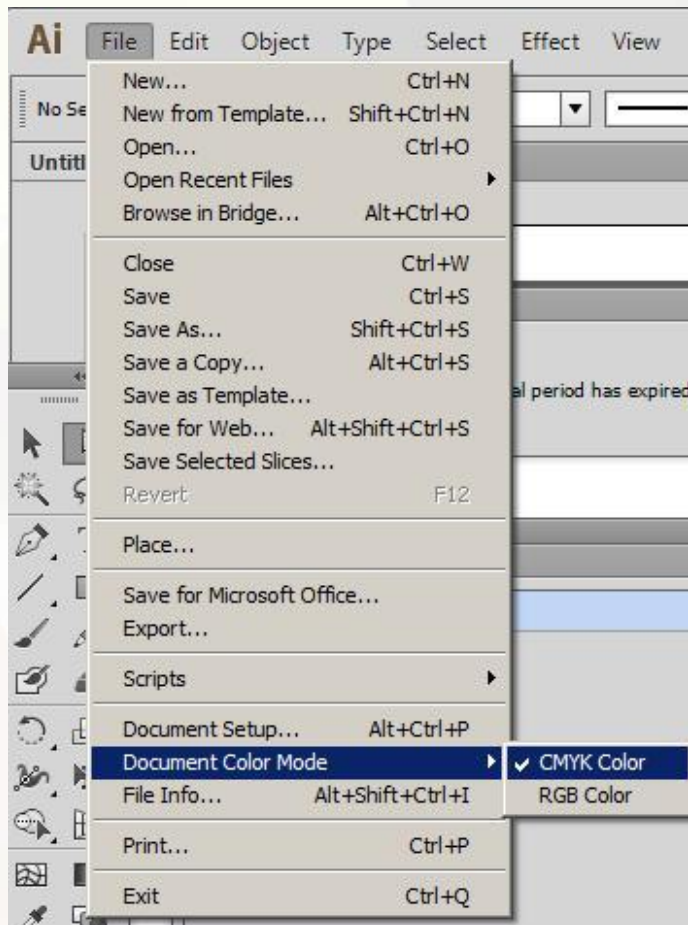 Ai File Edit Object Type Select Effect View
No Se
Untitl
New... Ctrl+N
New from Template... Shift+Ctrl+N
Open... Ctrl+O
Open Recent Files
Browse in Bridge... Alt+Ctrl+O
Close Ctrl+W
Save Ctrl+S
Save As... Shift+Ctrl+S
Save a Copy... Alt+Ctrl+S
Save as Template...
al period has expired
Save for Web... Alt+Shift+Ctrl+S
Save Selected Slices...
Revert F12
Place...
Save for Microsoft Office...
Export...
Scripts
Document Setup... Alt+Ctrl+P
Document Color Mode CMYK Color
File Info... Alt+Shift+Ctrl+I RGB Color
Print... Ctrl+P
Exit Ctrl+Q